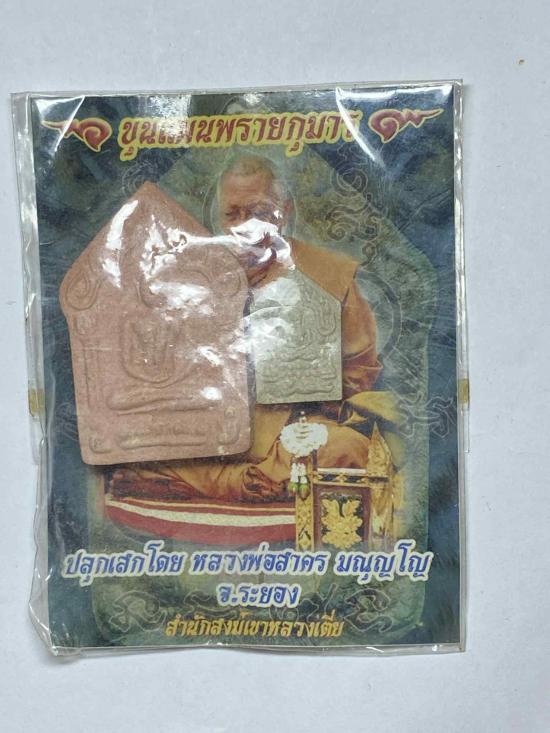 ขุนแผนพรายกุมาร
ปลุกเสกโดย หลวงพ่อสาคร มณุญโญ
จ.ระยอง
สำนักสงฆ์เขาหลวงเตี่ย